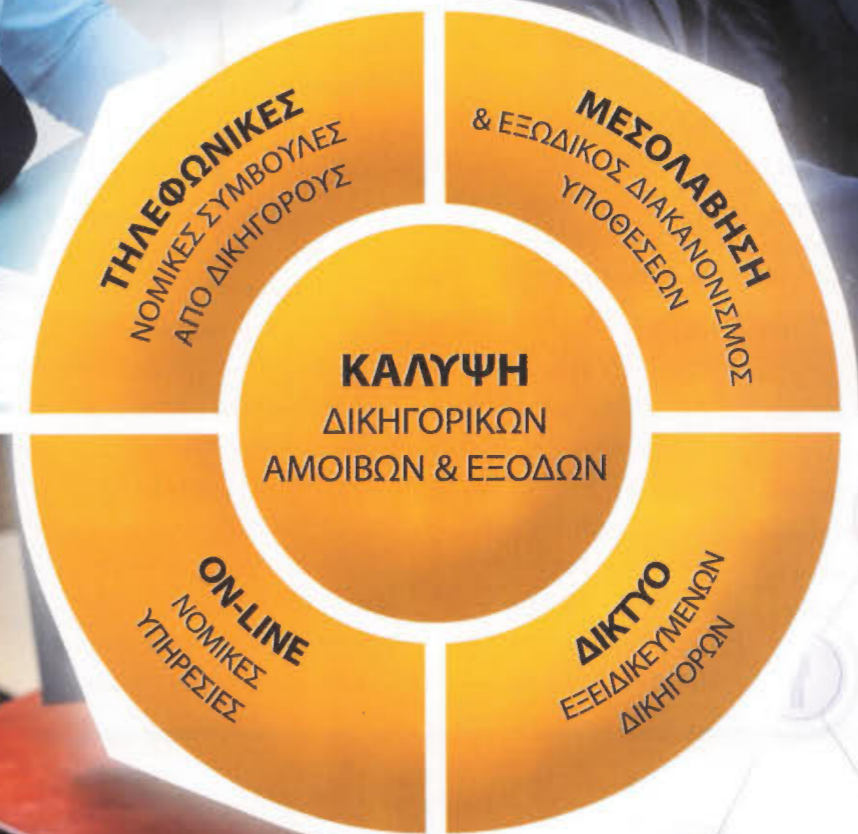 ΤΗΛΕΦΩΝΙΚΕΣ
ΝΟΜΙΚΕΣ ΣΥΜΒΟΥΛΕΣ
ΑΠΟ ΔΙΚΗΓΟΡΟΥΣ
ΜΕΣΟΛΑΒΗΣΗ
& ΕΞΩΔΙΚΟΣ ΔΙΑΚΑΝΟΝΙΣΜΟΣ
ΥΠΟΘΕΣΕΩΝ
ΚΑΛΥΨΗ
ΔΙΚΗΓΟΡΙΚΩΝ
ΑΜΟΙΒΩΝ & ΕΞΟΔΩΝ
ON-LINE
ΝΟΜΙΚΕΣ
ΥΠΗΡΕΣΙΕΣ
ΔΙΚΤΥΟ
ΕΞΕΙΔΙΚΕΥΜΕΝΩΝ
ΔΙΚΗΓΟΡΩΝ